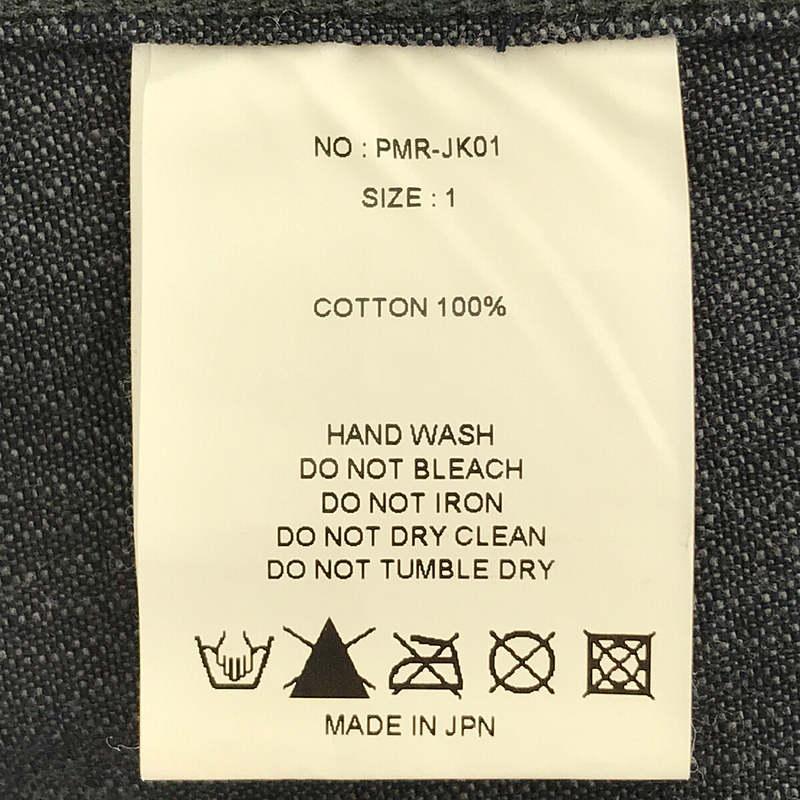 NO : PMR-JK01
SIZE : 1
COTTON 100%
HAND WASH
DO NOT BLEACH
DO NOT IRON
DO NOT DRY CLEAN
DO NOT TUMBLE DRY
MADE IN JPN